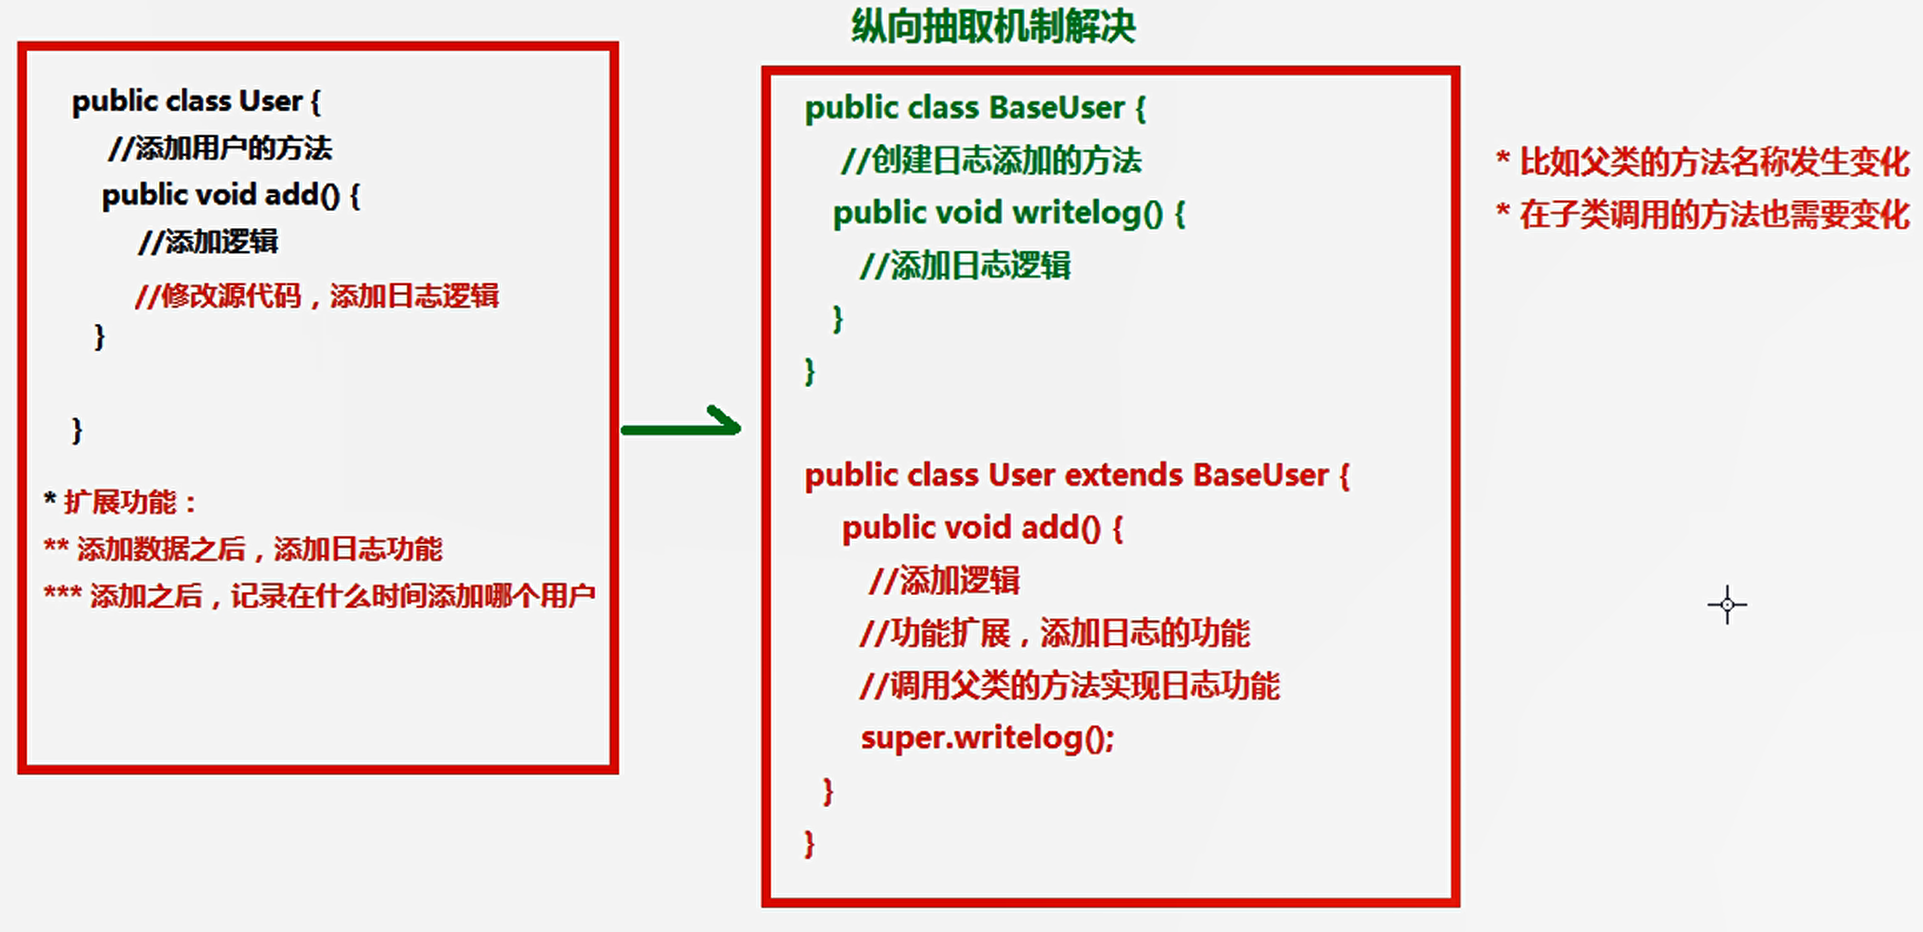 纵向抽取机制解决
public class User {
//添加用户的方法
public void add() {
//添加逻辑
//修改源代码，添加日志逻辑
}
}
* 扩展功能：
** 添加数据之后，添加日志功能
*** 添加之后，记录在什么时间添加哪个用户
public class BaseUser {
//创建日志添加的方法
public void writelog() {
//添加日志逻辑
}
}
public class User extends BaseUser {
public void add() {
//添加逻辑
//功能扩展，添加日志的功能
//调用父类的方法实现日志功能
super.writelog();
}
}
* 比如父类的方法名称发生变化
* 在子类调用的方法也需要变化